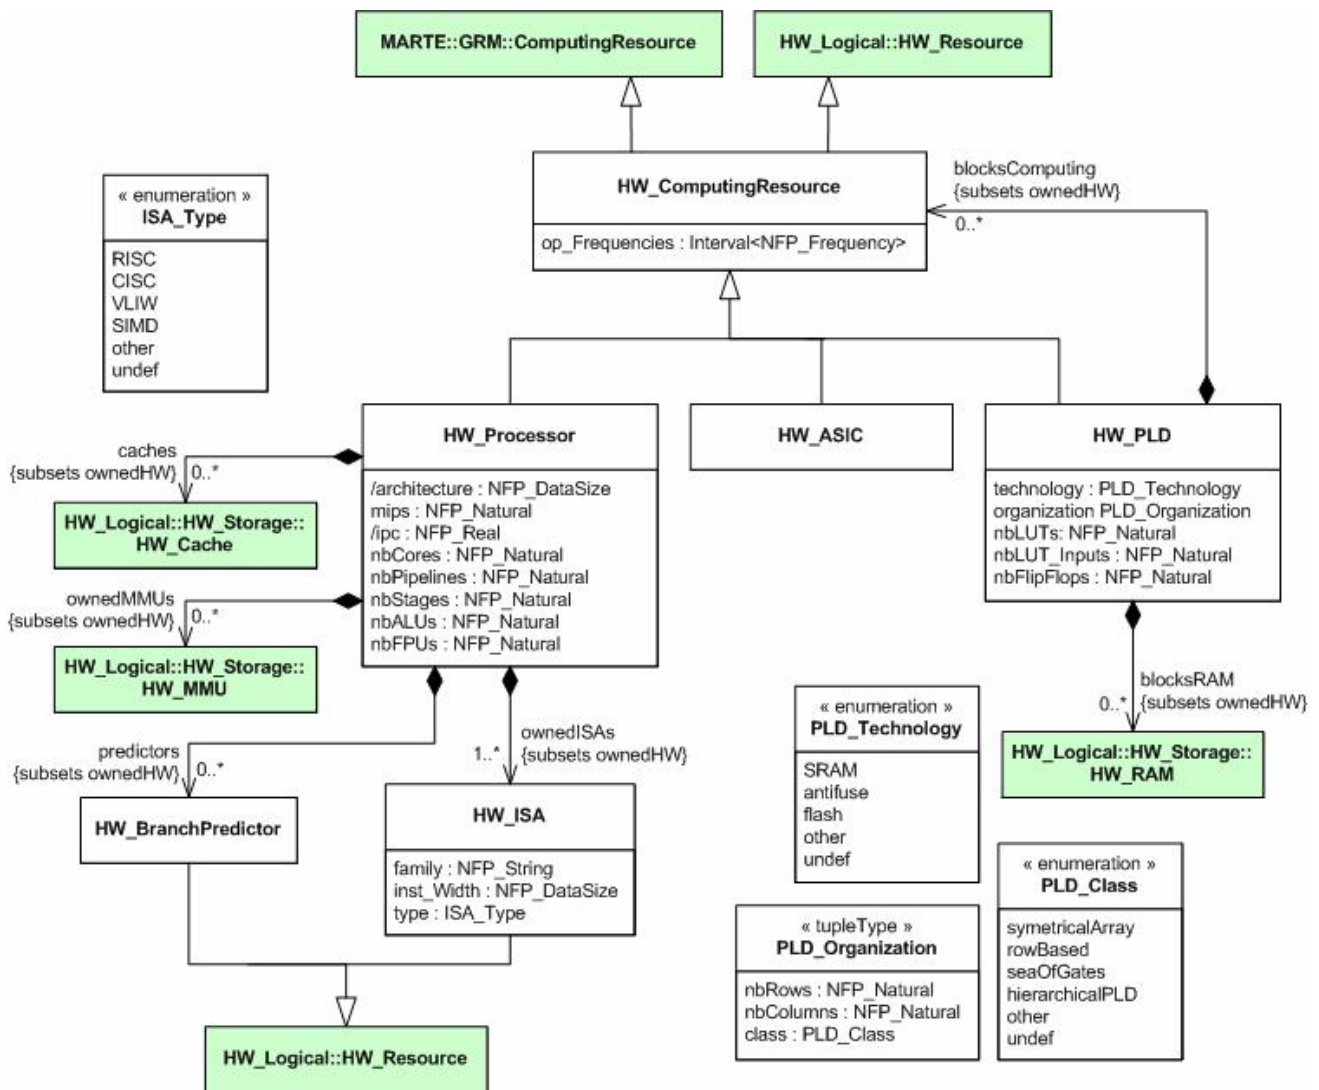 MARTE::GRM::ComputingResource
HW_Logical::HW_Resource
HW_ComputingResource
op_Frequencies : Interval<NFP_Frequency>
blocksComputing
{subsets ownedHW}
0..*
« enumeration »
ISA_Type
RISC
CISC
VLIW
SIMD
other
undef
HW_Processor
/architecture : NFP_DataSize
mips : NFP_Natural
/ipc : NFP_Real
nbCores : NFP_Natural
nbPipelines : NFP_Natural
nbStages : NFP_Natural
nbALUs : NFP_Natural
nbFPUs : NFP_Natural
HW_ASIC
HW_PLD
technology : PLD_Technology
organization PLD_Organization
nbLUTs: NFP_Natural
nbLUT_Inputs : NFP_Natural
nbFlipFlops : NFP_Natural
caches
{subsets ownedHW}
0..*
HW_Logical::HW_Storage::
HW_Cache
ownedMMUs
{subsets ownedHW}
0..*
HW_Logical::HW_Storage::
HW_MMU
predictors
{subsets ownedHW}
0..*
HW_BranchPredictor
ownedISAs
{subsets ownedHW}
1..*
HW_ISA
family : NFP_String
inst_Width : NFP_DataSize
type : ISA_Type
HW_Logical::HW_Resource
blocksRAM
{subsets ownedHW}
0..*
HW_Logical::HW_Storage::
HW_RAM
« enumeration »
PLD_Technology
SRAM
antifuse
flash
other
undef
« enumeration »
PLD_Class
symetricalArray
rowBased
seaOfGates
hierarchicalPLD
other
undef
« tupleType »
PLD_Organization
nbRows : NFP_Natural
nbColumns : NFP_Natural
class : PLD_Class